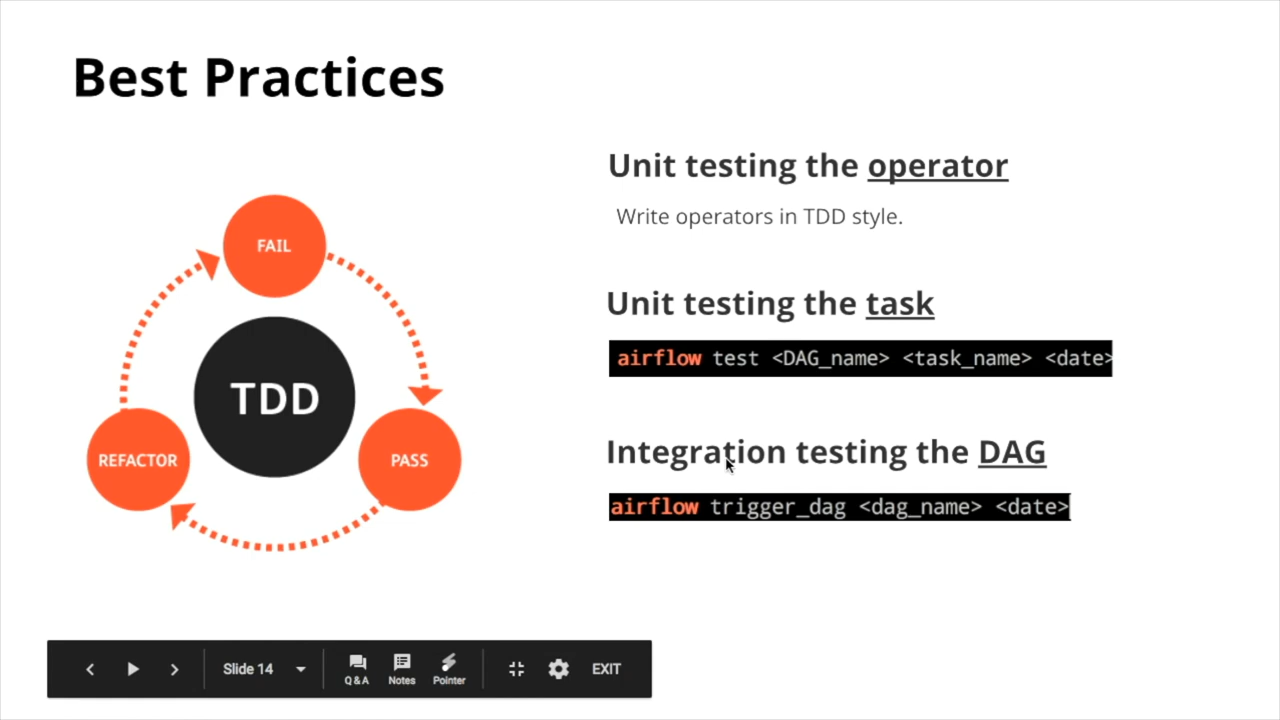 Best Practices
FAIL
TDD
REFACTOR
PASS
Unit testing the operator
Write operators in TDD style.
Unit testing the task
airflow test <DAG_name> <task_name> <date>
Integration testing the DAG
airflow trigger_dag <dag_name> <date>
Slide 14
Q&A
Notes
Pointer
EXIT